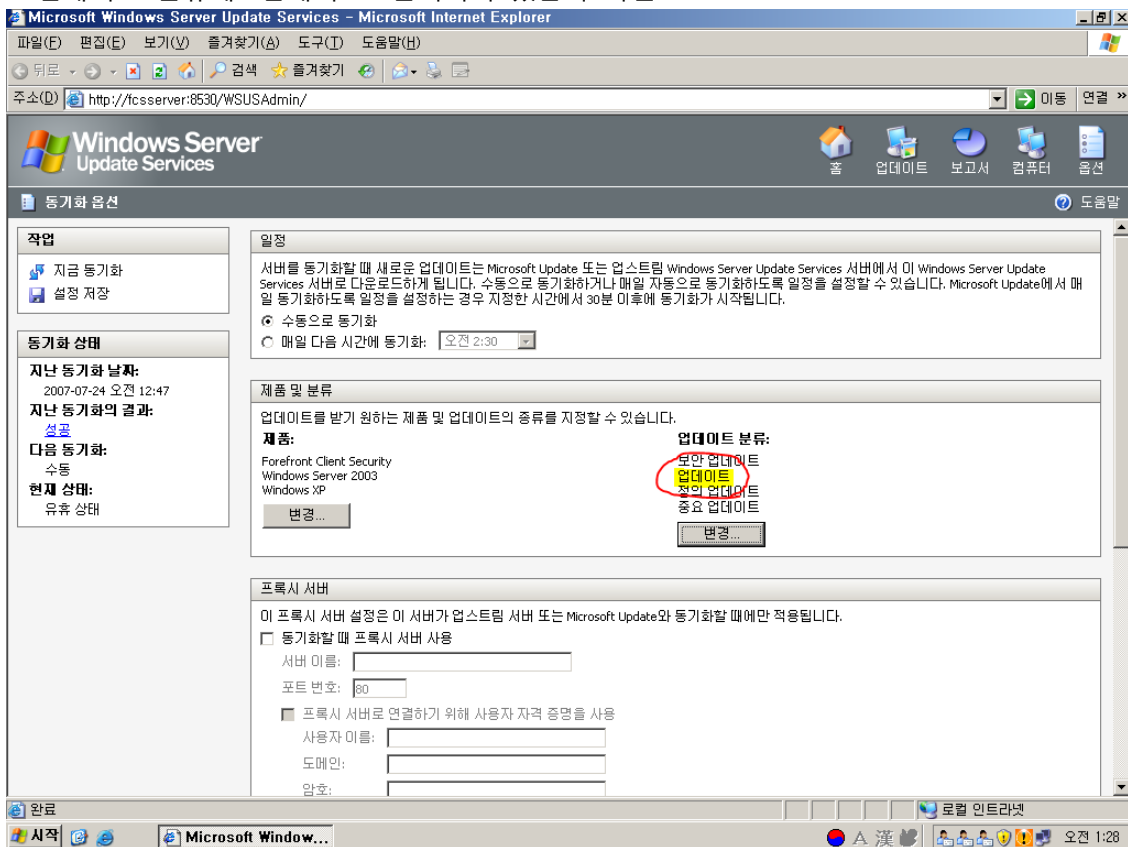 Microsoft Windows Server Update Services - Microsoft Internet Explorer
파일(F) 편집(E) 보기(V) 즐겨찾기(A) 도구(T) 도움말(H)
뒤로 검색 즐겨찾기
주소(D) http://fcsserver:8530/WSUSAdmin/ 이동 연결 »
Windows Server
Update Services
홈 업데이트 보고서 컴퓨터 옵션
동기화 옵션 도움말
작업
지금 동기화
설정 저장
동기화 상태
지난 동기화 날짜:
2007-07-24 오전 12:47
지난 동기화의 결과:
성공
다음 동기화:
수동
현재 상태:
유휴 상태
일정
서버를 동기화할 때 새로운 업데이트는 Microsoft Update 또는 업스트림 Windows Server Update Services 서버에서 이 Windows Server Update
Services 서버로 다운로드하게 됩니다. 수동으로 동기화하거나 매일 자동으로 동기화하도록 일정을 설정할 수 있습니다. Microsoft Update에서 매
일 동기화하도록 일정을 설정하는 경우 지정한 시간에서 30분 이후에 동기화가 시작됩니다.
수동으로 동기화
매일 다음 시간에 동기화: 오전 2:30
제품 및 분류
업데이트를 받기 원하는 제품 및 업데이트의 종류를 지정할 수 있습니다.
제품:
Forefront Client Security
Windows Server 2003
Windows XP
변경...
업데이트 분류:
보안 업데이트
업데이트
정의 업데이트
중요 업데이트
변경...
프록시 서버
이 프록시 서버 설정은 이 서버가 업스트림 서버 또는 Microsoft Update와 동기화할 때에만 적용됩니다.
동기화할 때 프록시 서버 사용
서버 이름:
포트 번호: 80
프록시 서버로 연결하기 위해 사용자 자격 증명을 사용
사용자 이름:
도메인:
암호:
완료 로컬 인트라넷
시작 Microsoft Window... A 漢 오전 1:28